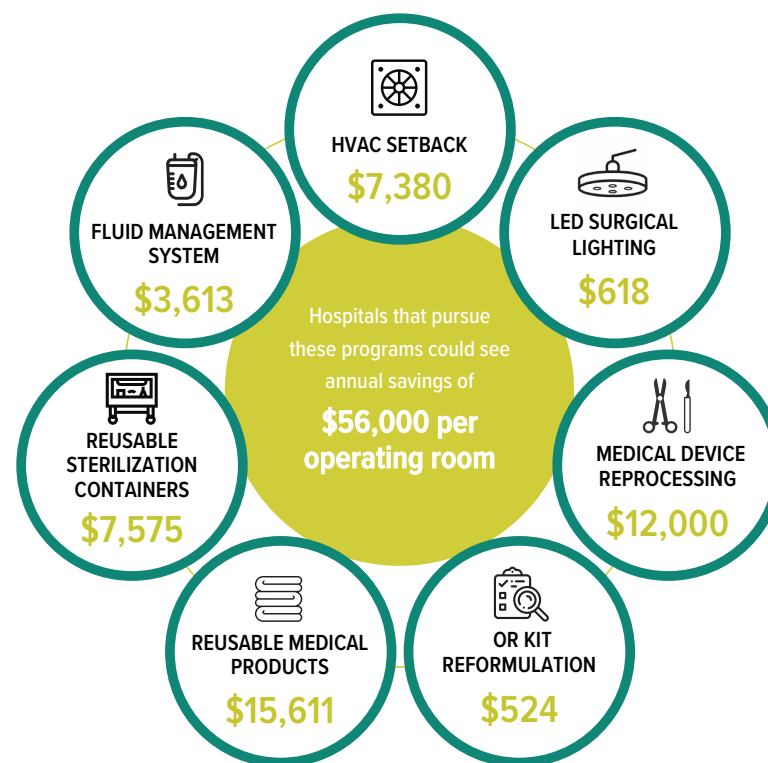 HVAC SETBACK
$7,380
LED SURGICAL
LIGHTING
$618
MEDICAL DEVICE
REPROCESSING
$12,000
OR KIT
REFORMULATION
$524
REUSABLE MEDICAL
PRODUCTS
$15,611
REUSABLE
STERILIZATION
CONTAINERS
$7,575
FLUID MANAGEMENT
SYSTEM
$3,613
Hospitals that pursue
these programs could see
annual savings of
$56,000 per
operating room